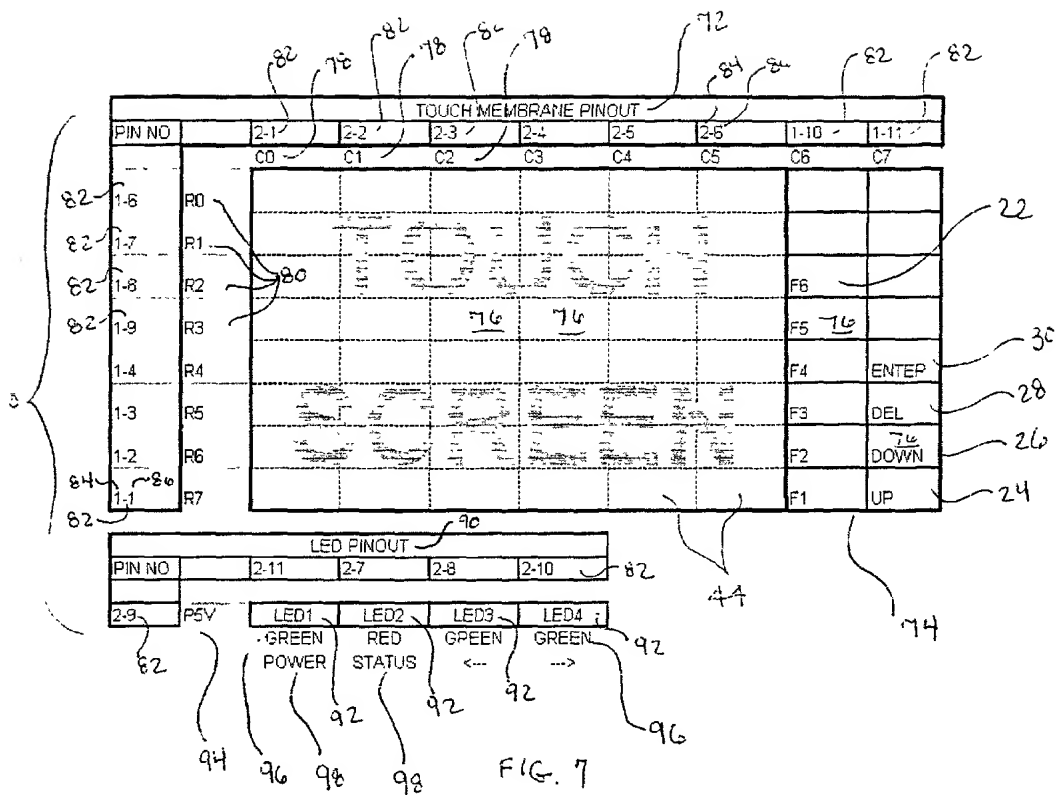 82 78 82 78 82 78 72 84 86 82 82
TOUCH MEMBRANE PINOUT
PIN NO 2-1 2-2 2-3 2-4 2-5 2-6 1-10 1-11
C0 C1 C2 C3 C4 C5 C6 C7
82 1-6 R0 22
82 1-7 R1 TOUCH
82 1-8 R2 80 F6
82 1-9 R3 76 76 F5 76
1-4 R4 F4 ENTER 30
1-3 R5 SCREEN F3 DEL 28
1-2 R6 F2 76 DOWN 26
84 86
1-1 R7 F1 UP 24
82
LED PINOUT 90
PIN NO 2-11 2-7 2-8 2-10 82
44 74
2-9 P5V LED1 LED2 LED3 LED4 92
GREEN RED GREEN GREEN
82 POWER STATUS <--- --->
92 92 92 96
94 96 98 98
FIG. 7